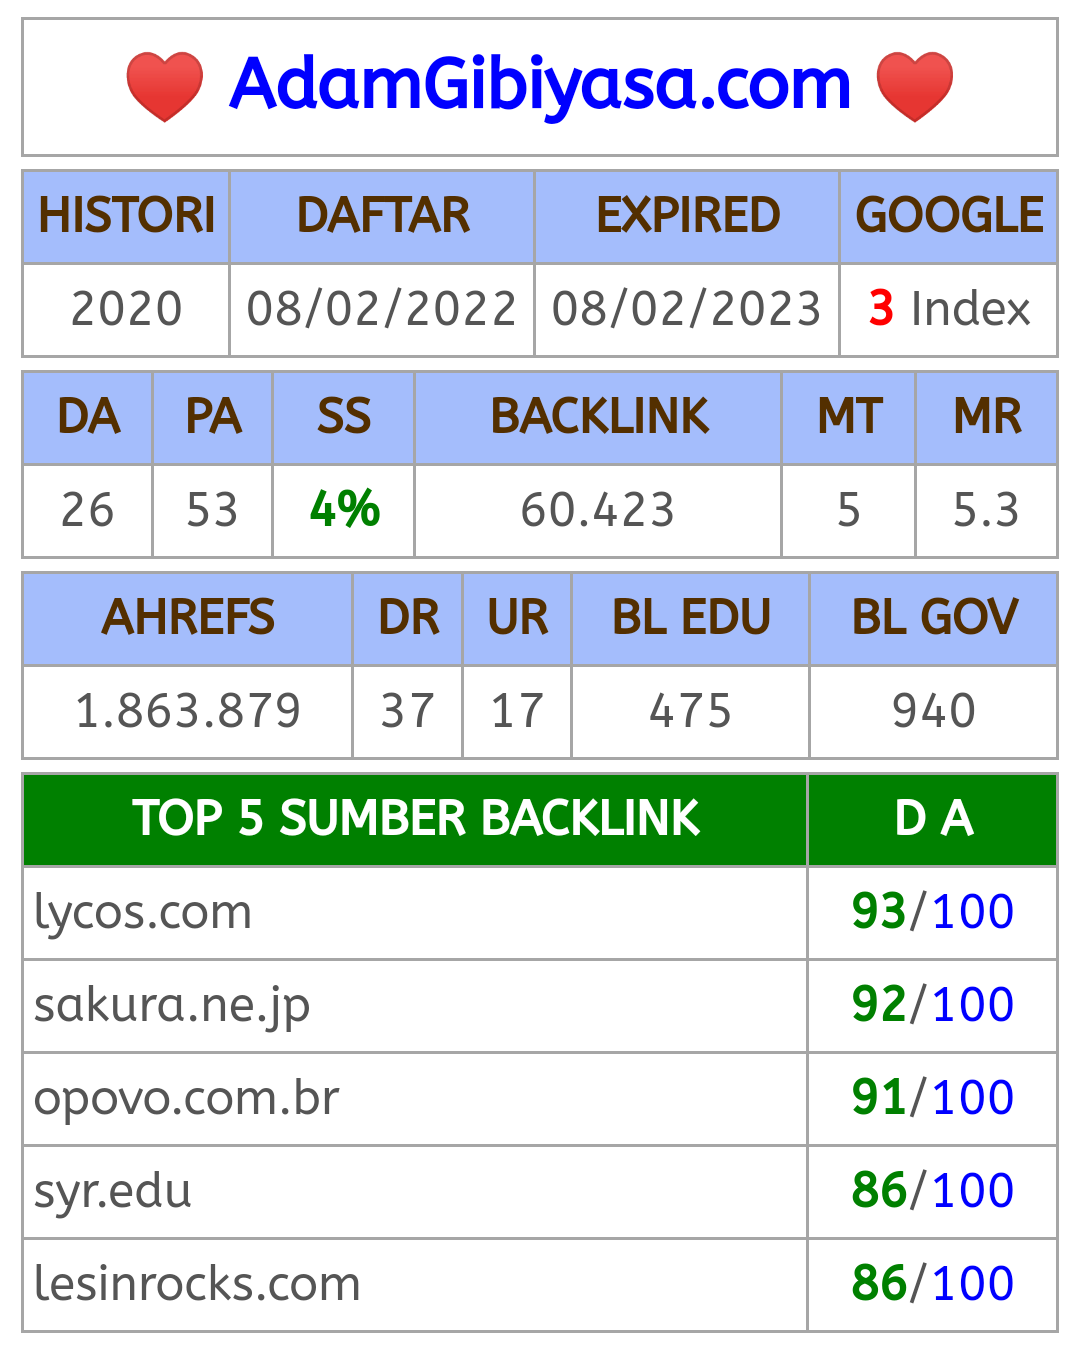 AdamGibiyasa.com
HISTORI DAFTAR EXPIRED GOOGLE
2020 08/02/2022 08/02/2023 3 Index
DA PA SS BACKLINK MT MR
26 53 4% 60.423 5 5.3
AHREFS DR UR BL EDU BL GOV
1.863.879 37 17 475 940
TOP 5 SUMBER BACKLINK D A
lycos.com 93/100
sakura.ne.jp 92/100
opovo.com.br 91/100
syr.edu 86/100
lesinrocks.com 86/100